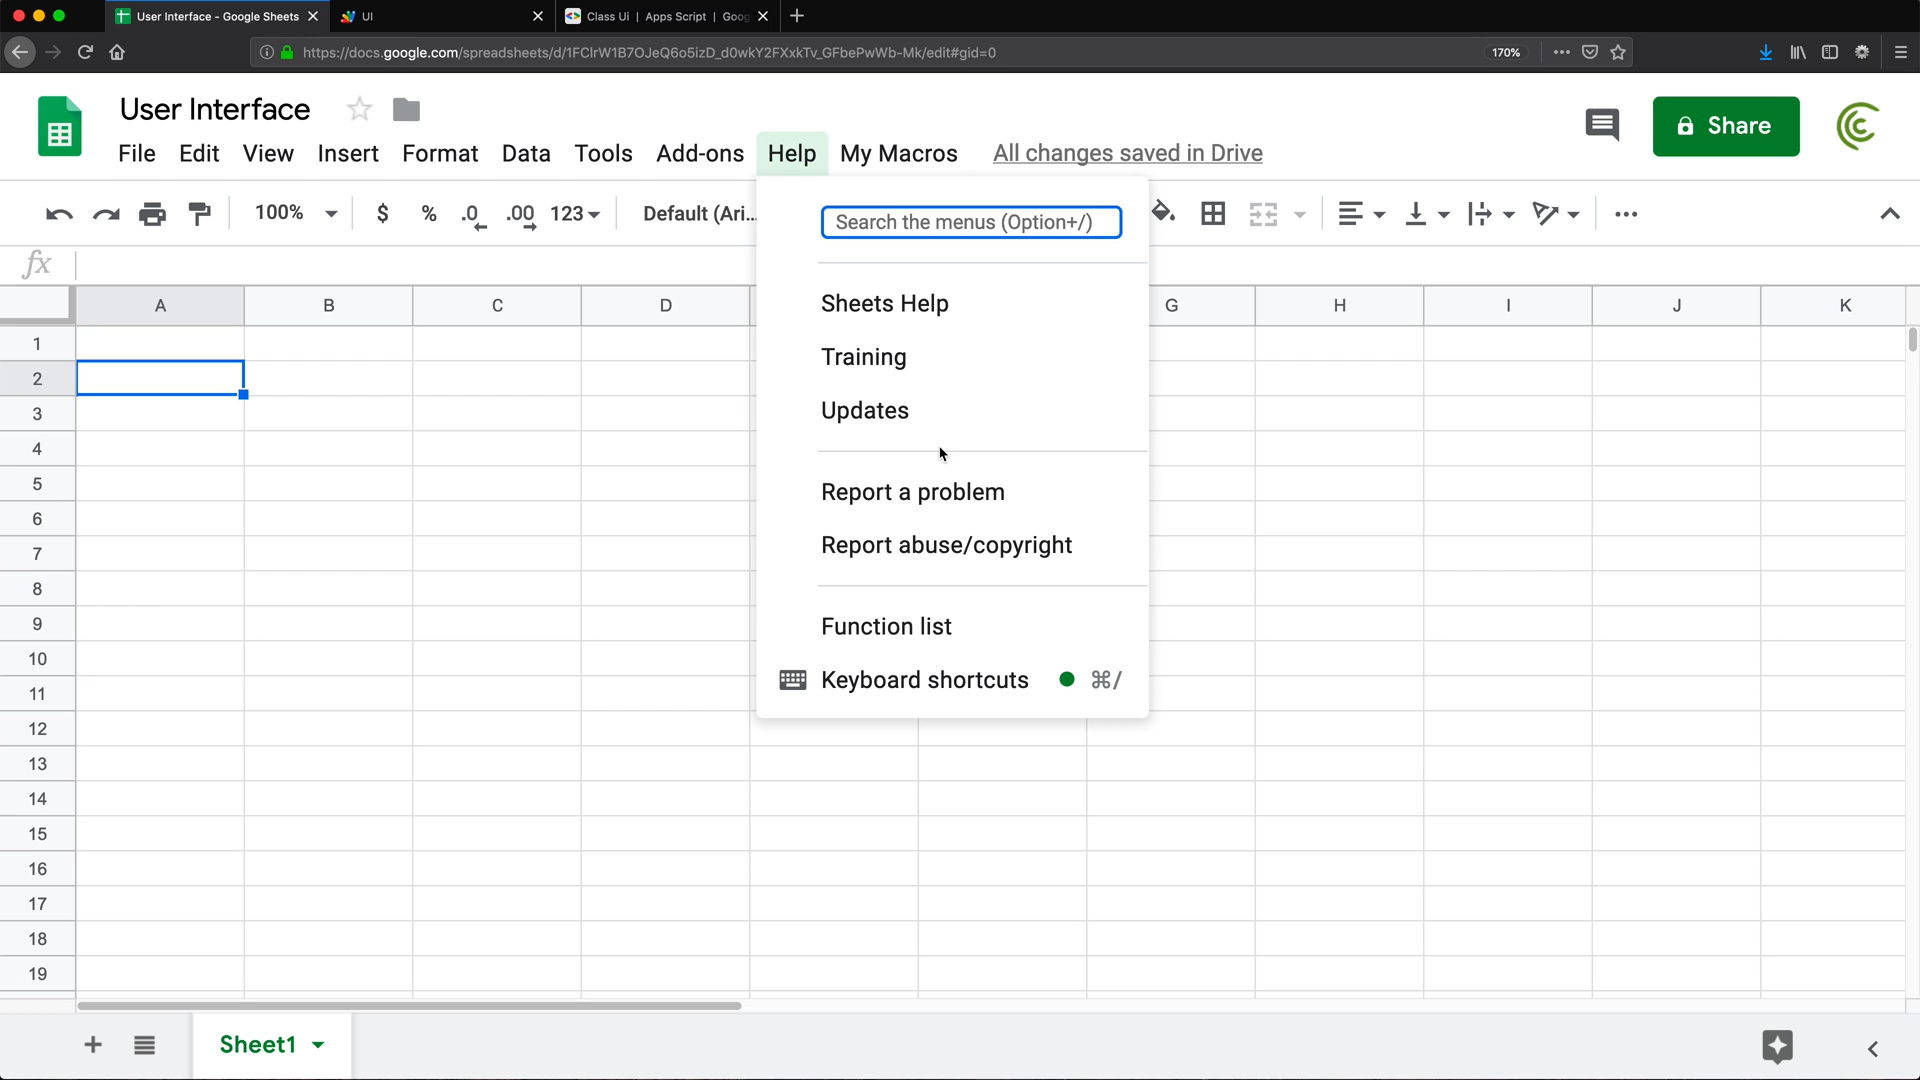 User Interface - Google Sheets
UI
Class Ui | Apps Script | Goog
https://docs.google.com/spreadsheets/d/1FClrW1B7OJeQ6o5izD_d0wkY2FXxkTv_GFbePwWb-Mk/edit#gid=0
170%
User Interface
File Edit View Insert Format Data Tools Add-ons Help My Macros All changes saved in Drive
Share
100% $ % .0 .00 123 Default (Ari...
Search the menus (Option+/)
fx
Sheets Help
Training
Updates
Report a problem
Report abuse/copyright
Function list
Keyboard shortcuts ⌘/
A B C D G H I J K
1
2
3
4
5
6
7
8
9
10
11
12
13
14
15
16
17
18
19
Sheet1